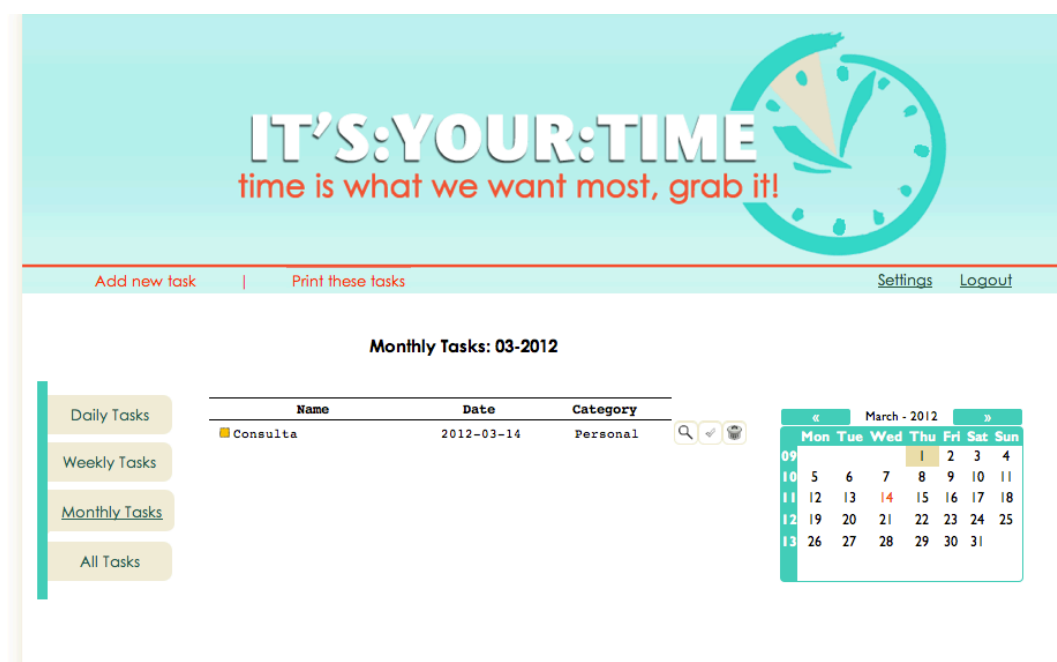 IT'S:YOUR:TIME
time is what we want most, grab it!
Add new task | Print these tasks Settings Logout
Monthly Tasks: 03-2012
Daily Tasks
Weekly Tasks
Monthly Tasks
All Tasks
Name Date Category
Consulta 2012-03-14 Personal
« March - 2012 »
Mon Tue Wed Thu Fri Sat Sun
09 1 2 3 4
10 5 6 7 8 9 10 11
11 12 13 14 15 16 17 18
12 19 20 21 22 23 24 25
13 26 27 28 29 30 31